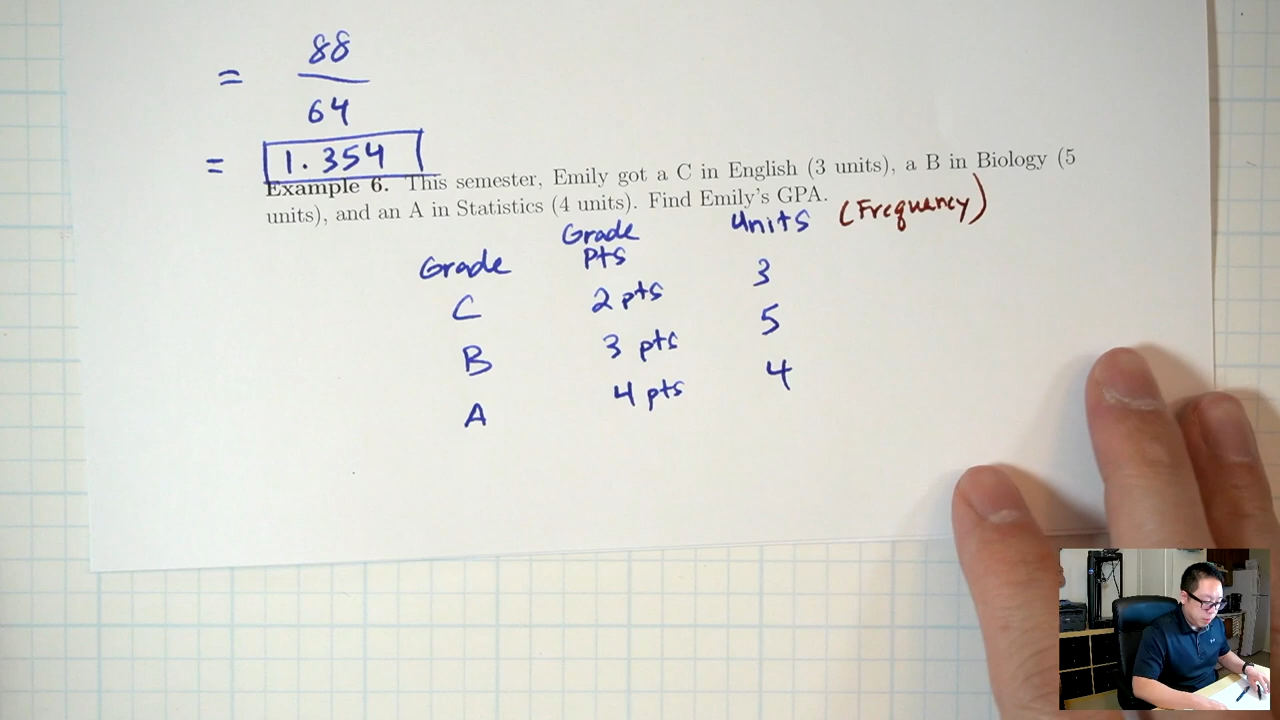 = 88
64
= 1.354
Example 6. This semester, Emily got a C in English (3 units), a B in Biology (5
units), and an A in Statistics (4 units). Find Emily's GPA.
Grade Grade Pts Units (Frequency)
C 2 pts 3
B 3 pts 5
A 4 pts 4